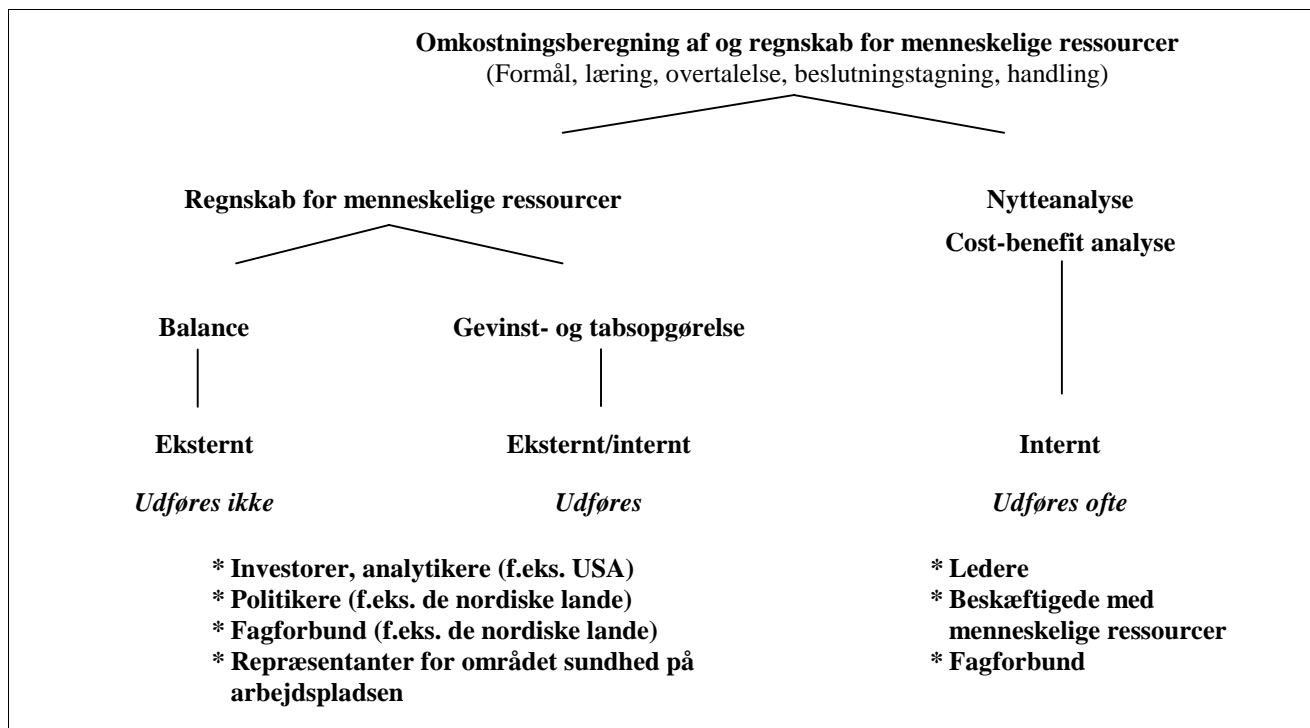 Omkostningsberegning af og regnskab for menneskelige ressourcer
(Formål, læring, overtalelse, beslutningstagning, handling)
Regnskab for menneskelige ressourcer
Nytteanalyse
Cost-benefit analyse
Balance
Gevinst- og tabsopgørelse
Eksternt
Eksternt/internt
Internt
Udføres ikke
Udføres
Udføres ofte
* Investorer, analytikere (f.eks. USA)
* Politikere (f.eks. de nordiske lande)
* Fagforbund (f.eks. de nordiske lande)
* Repræsentanter for området sundhed på
arbejdspladsen
* Ledere
* Beskæftigede med
menneskelige ressourcer
* Fagforbund